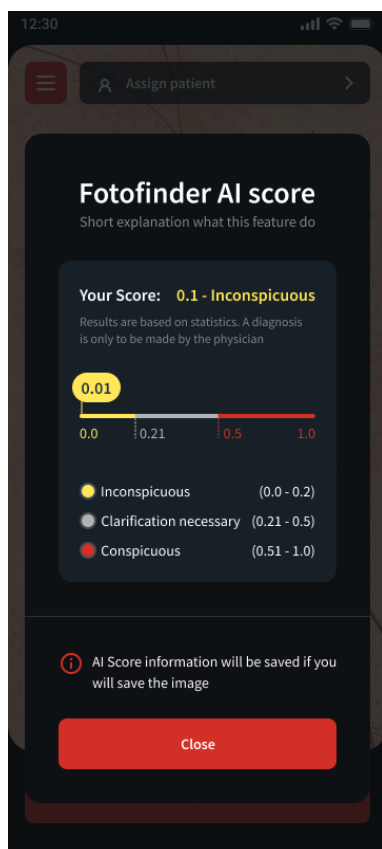 12:30
Assign patient
Fotofinder AI score
Short explanation what this feature do
Your Score: 0.1 - Inconspicuous
Results are based on statistics. A diagnosis
is only to be made by the physician
0.01
0.0 0.21 0.5 1.0
Inconspicuous (0.0 - 0.2)
Clarification necessary (0.21 - 0.5)
Conspicuous (0.51 - 1.0)
AI Score information will be saved if you
will save the image
Close